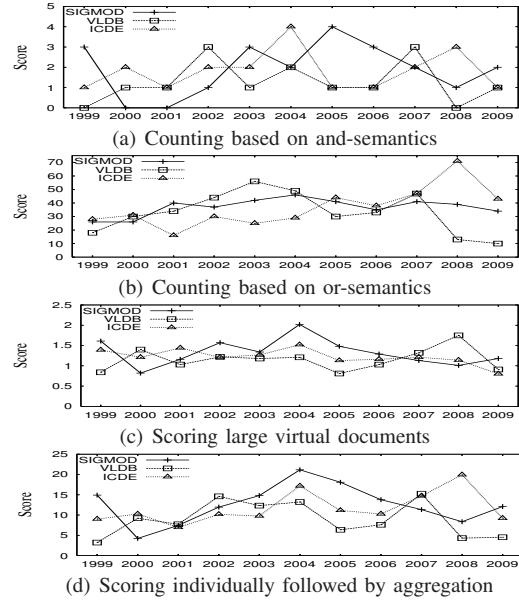 SIGMOD
VLDB
ICDE
Score
5
4
3
2
1
0
1999 2000 2001 2002 2003 2004 2005 2006 2007 2008 2009
(a) Counting based on and-semantics
SIGMOD
VLDB
ICDE
Score
70
60
50
40
30
20
10
0
1999 2000 2001 2002 2003 2004 2005 2006 2007 2008 2009
(b) Counting based on or-semantics
SIGMOD
VLDB
ICDE
Score
2.5
2
1.5
1
0.5
0
1999 2000 2001 2002 2003 2004 2005 2006 2007 2008 2009
(c) Scoring large virtual documents
SIGMOD
VLDB
ICDE
Score
25
20
15
10
5
0
1999 2000 2001 2002 2003 2004 2005 2006 2007 2008 2009
(d) Scoring individually followed by aggregation